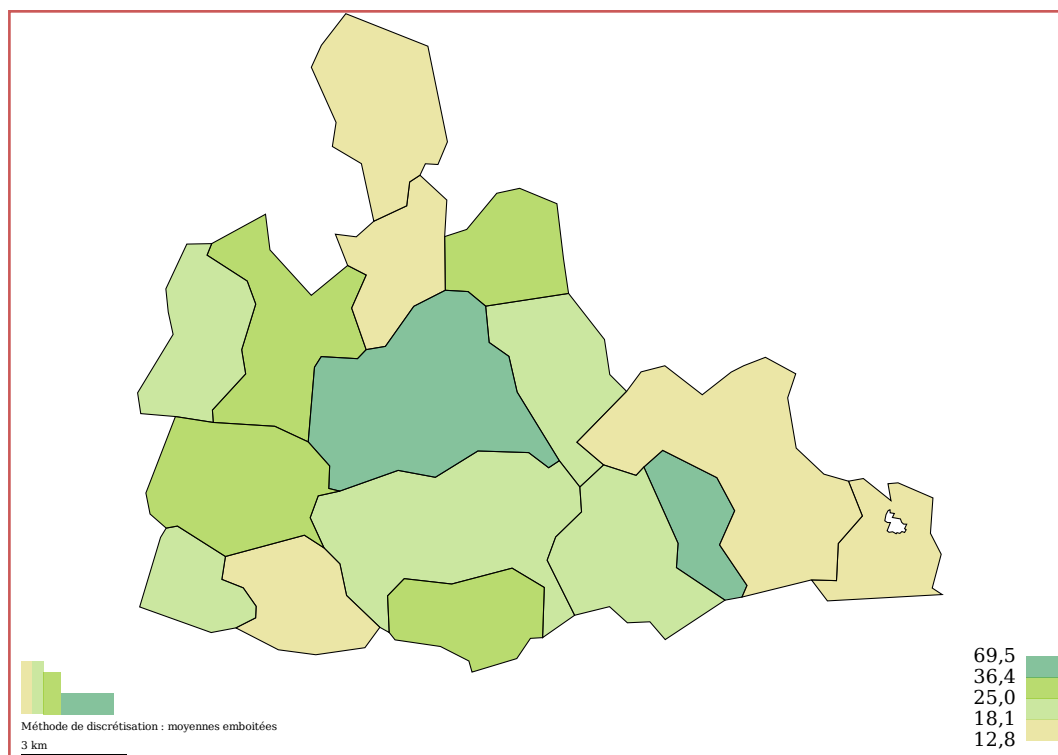 69,5
36,4
25,0
18,1
12,8
Méthode de discrétisation : moyennes emboitées
3 km